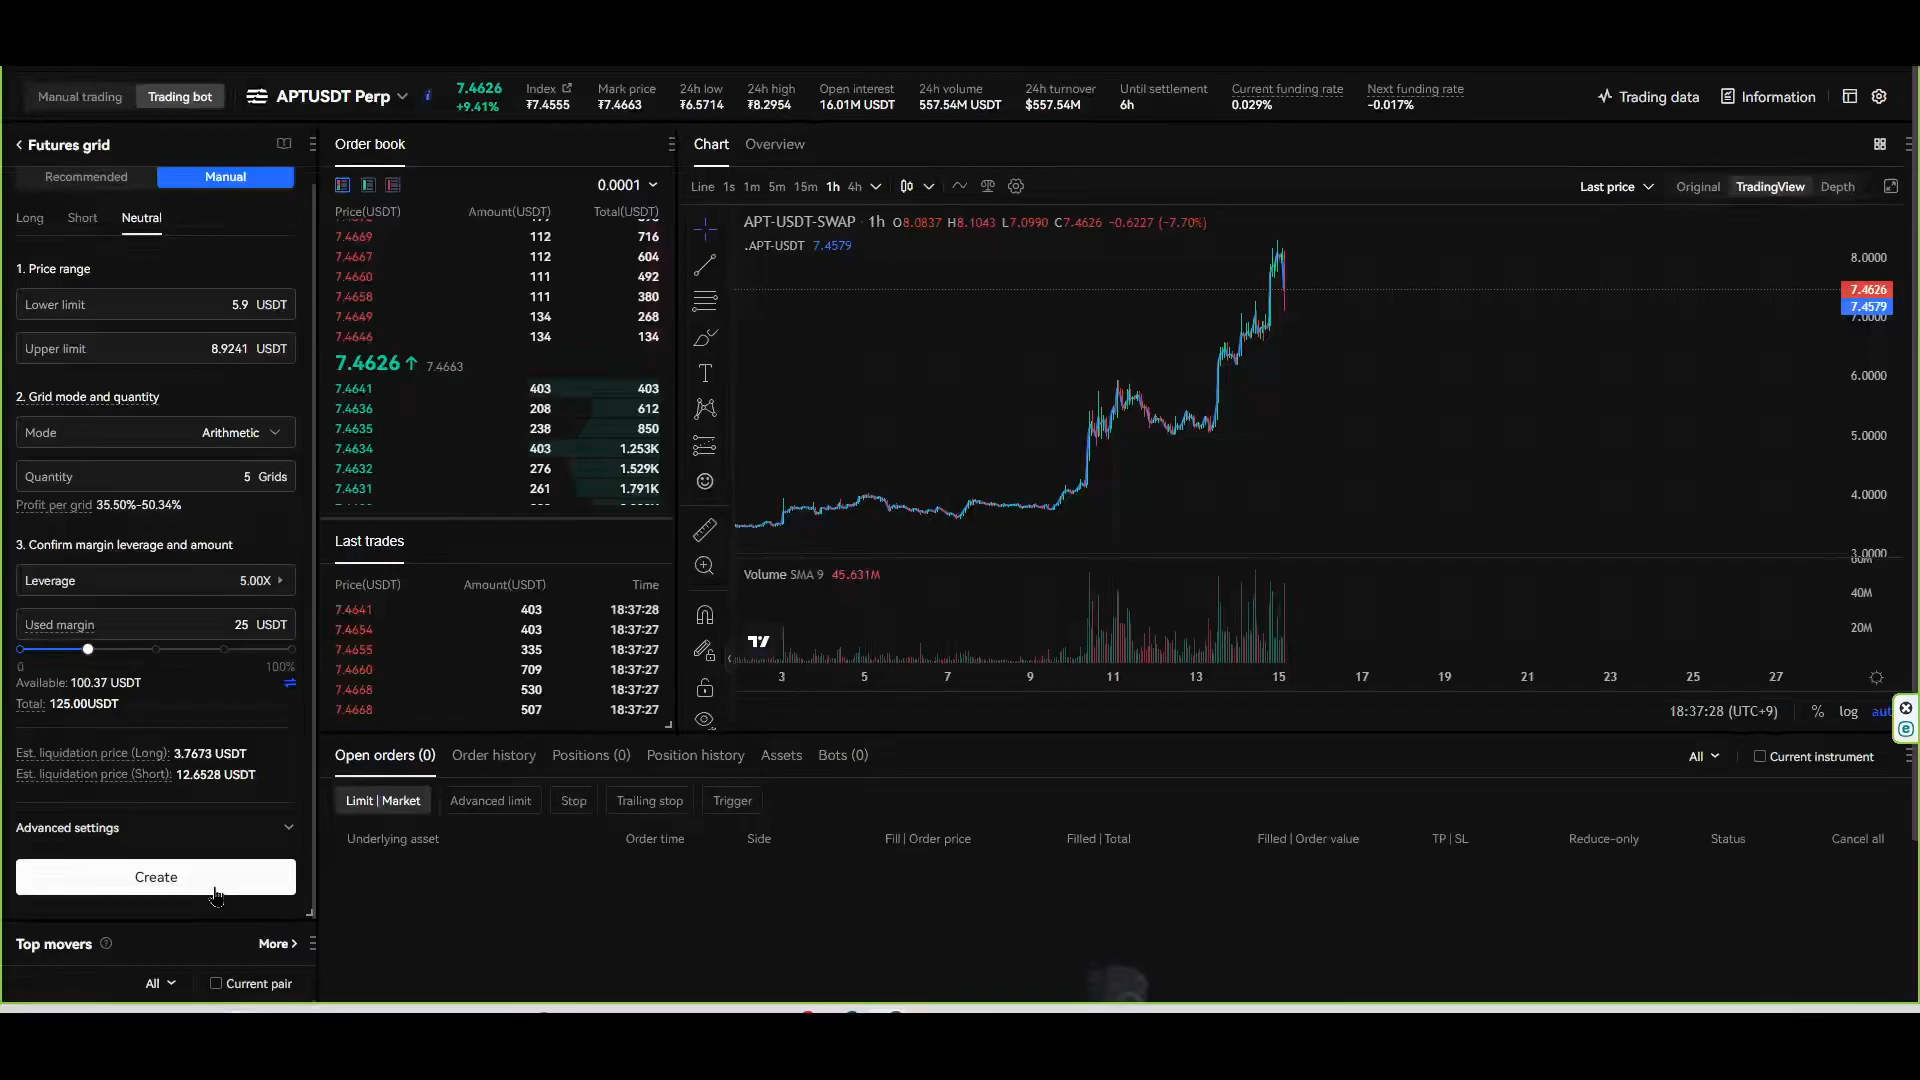 Manual trading
Trading bot
APTUSDT Perp
7.4626
+9.41%
Index
₮7.4555
Mark price
₮7.4663
24h low
₮6.5714
24h high
₮8.2954
Open interest
16.01M USDT
24h volume
557.54M USDT
24h turnover
$557.54M
Until settlement
6h
Current funding rate
0.029%
Next funding rate
-0.017%
Trading data
Information
Futures grid
Recommended
Manual
Long Short Neutral
1. Price range
Lower limit 5.9 USDT
Upper limit 8.9241 USDT
2. Grid mode and quantity
Mode Arithmetic
Quantity 5 Grids
Profit per grid 35.50%-50.34%
3. Confirm margin leverage and amount
Leverage 5.00X
Used margin 25 USDT
0 100%
Available: 100.37 USDT
Total: 125.00USDT
Est. liquidation price (Long): 3.7673 USDT
Est. liquidation price (Short): 12.6528 USDT
Advanced settings
Create
Top movers More
All Current pair
Order book
0.0001
Price(USDT) Amount(USDT) Total(USDT)
7.4669 112 716
7.4667 112 604
7.4660 111 492
7.4658 111 380
7.4649 134 268
7.4646 134 134
7.4626 7.4663
7.4641 403 403
7.4636 208 612
7.4635 238 850
7.4634 403 1.253K
7.4632 276 1.529K
7.4631 261 1.791K
Last trades
Price(USDT) Amount(USDT) Time
7.4641 403 18:37:28
7.4654 403 18:37:27
7.4655 335 18:37:27
7.4660 709 18:37:27
7.4668 530 18:37:27
7.4668 507 18:37:27
Chart Overview
Line 1s 1m 5m 15m 1h 4h
Last price Original TradingView Depth
APT-USDT-SWAP · 1h O8.0837 H8.1043 L7.0990 C7.4626 -0.6227 (-7.70%)
.APT-USDT 7.4579
8.0000
7.4626
7.4579
7.0000
6.0000
5.0000
4.0000
3.0000
Volume SMA 9 45.631M
60M
40M
20M
3 5 7 9 11 13 15 17 19 21 23 25 27
18:37:28 (UTC+9) % log aut
Open orders (0) Order history Positions (0) Position history Assets Bots (0)
All Current instrument
Limit | Market Advanced limit Stop Trailing stop Trigger
Underlying asset Order time Side Fill | Order price Filled | Total Filled | Order value TP | SL Reduce-only Status Cancel all